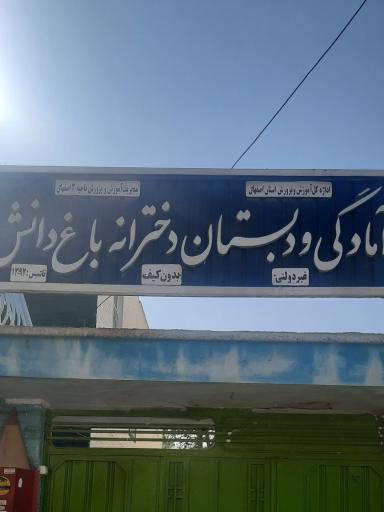 اداره کل آموزش و پرورش استان اصفهان
مدیریت آموزش و پرورش ناحیه ۳ اصفهان
آمادگی و دبستان دخترانه باغ دانش
غیردولتی:
بدون کیف
تاسیس: ۱۳۹۲